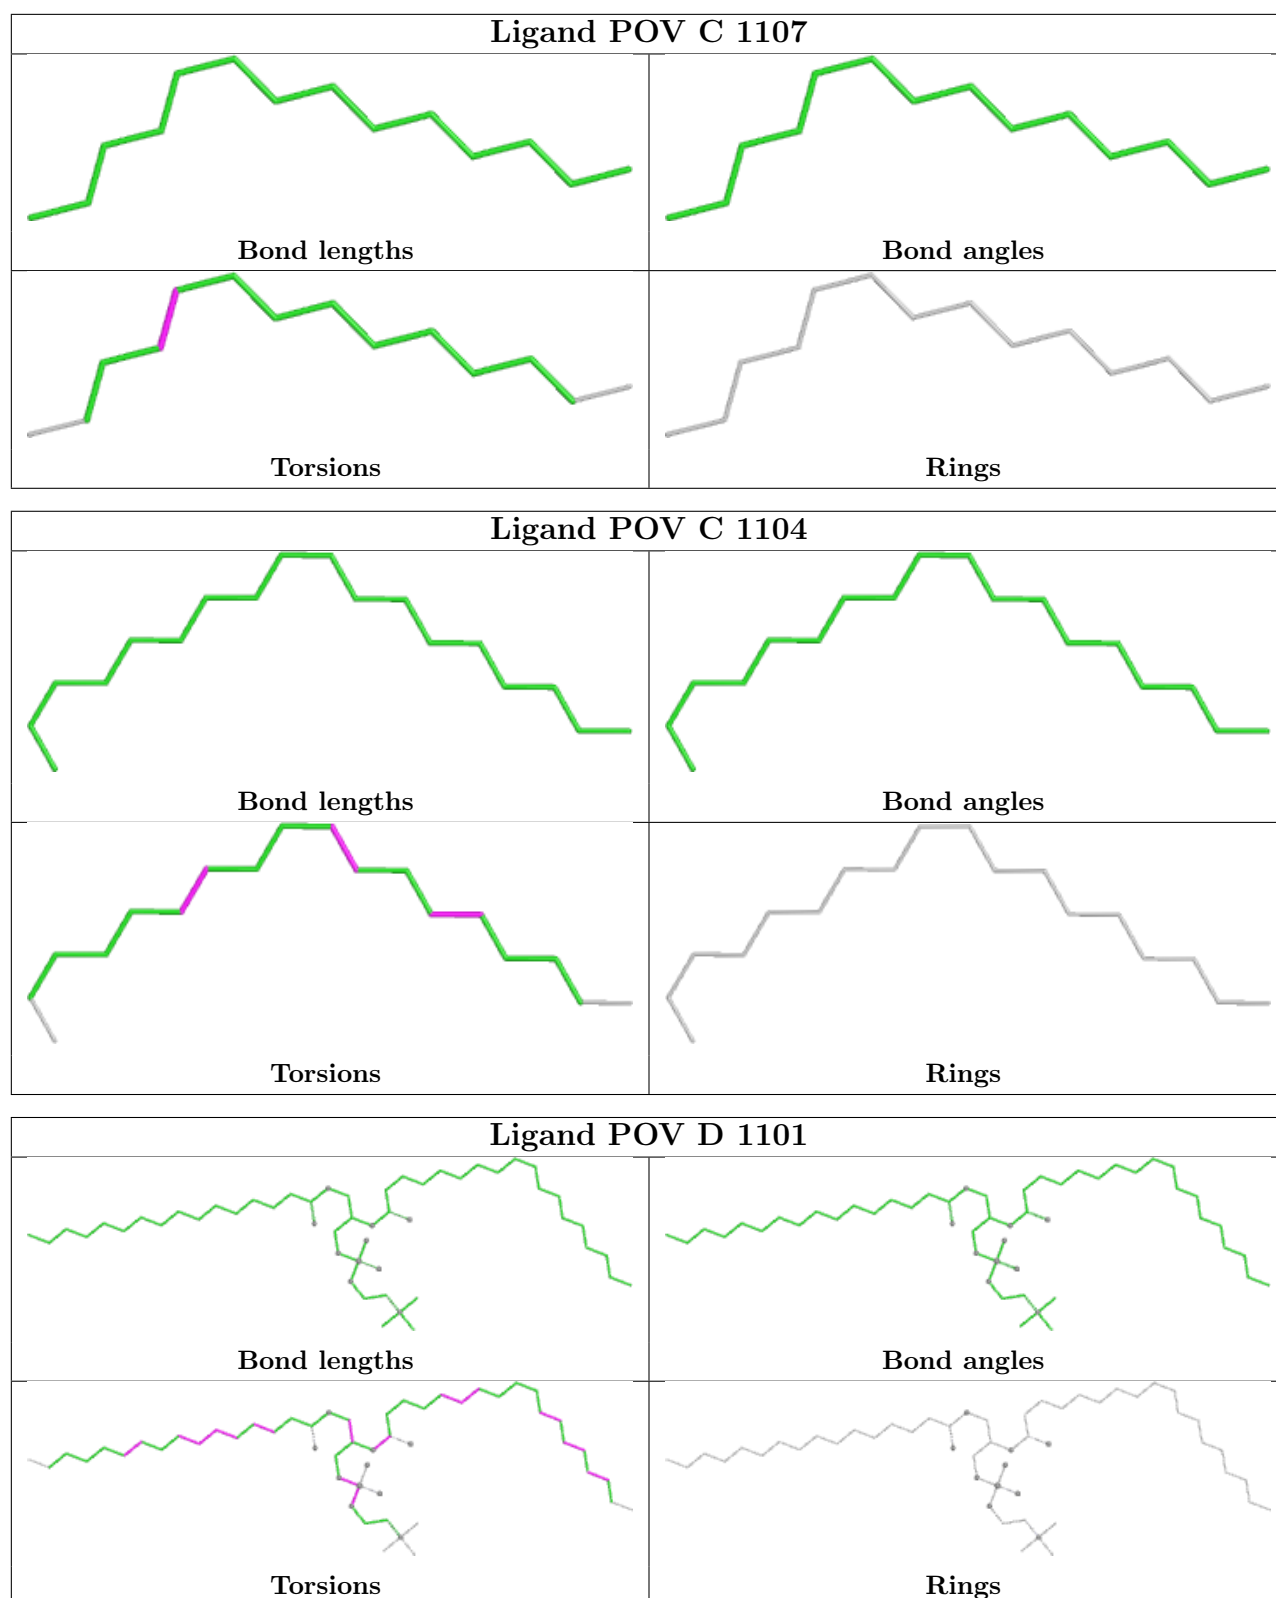 Ligand POV C 1107
Bond lengths
Bond angles
Torsions
Rings
Ligand POV C 1104
Bond lengths
Bond angles
Torsions
Rings
Ligand POV D 1101
Bond lengths
Bond angles
Torsions
Rings